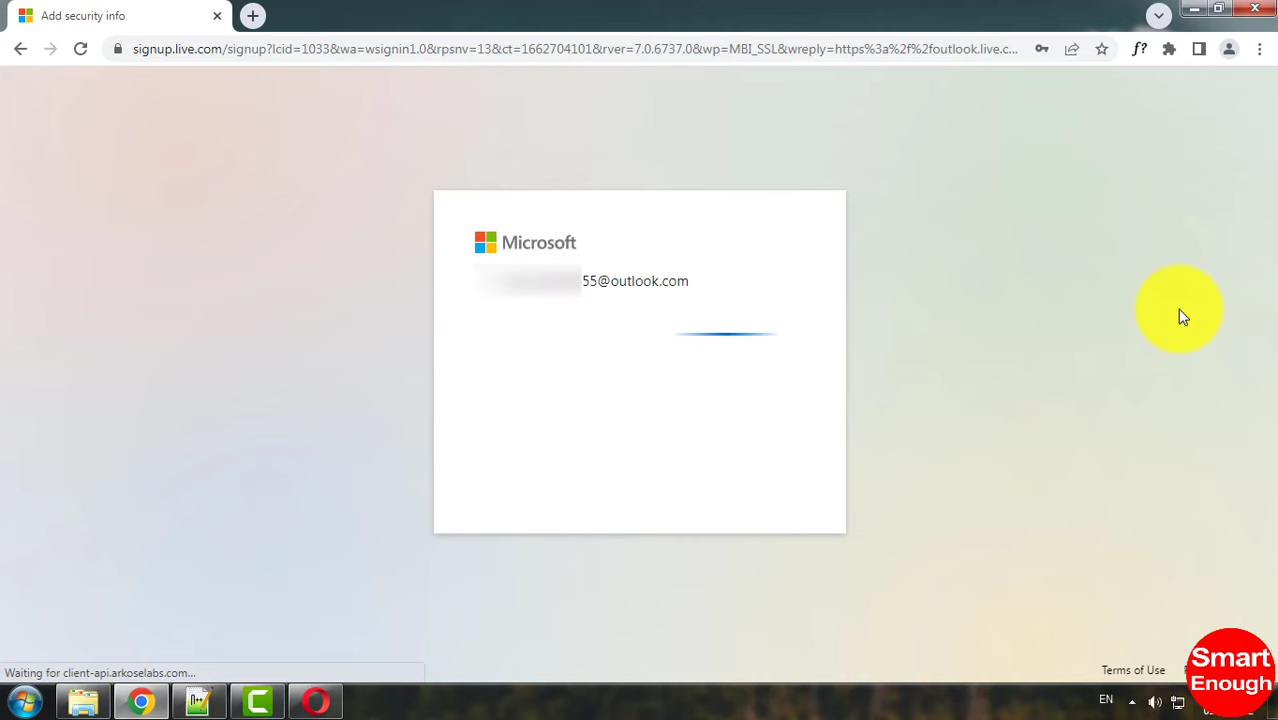 Add security info
signup.live.com/signup?lcid=1033&wa=wsignin1.0&rpsnv=13&ct=1662704101&rver=7.0.6737.0&wp=MBI_SSL&wreply=https%3a%2f%2foutlook.live.c...
f?
Microsoft
55@outlook.com
Waiting for client-api.arkoselabs.com...
Terms of Use
Smart
Enough
EN